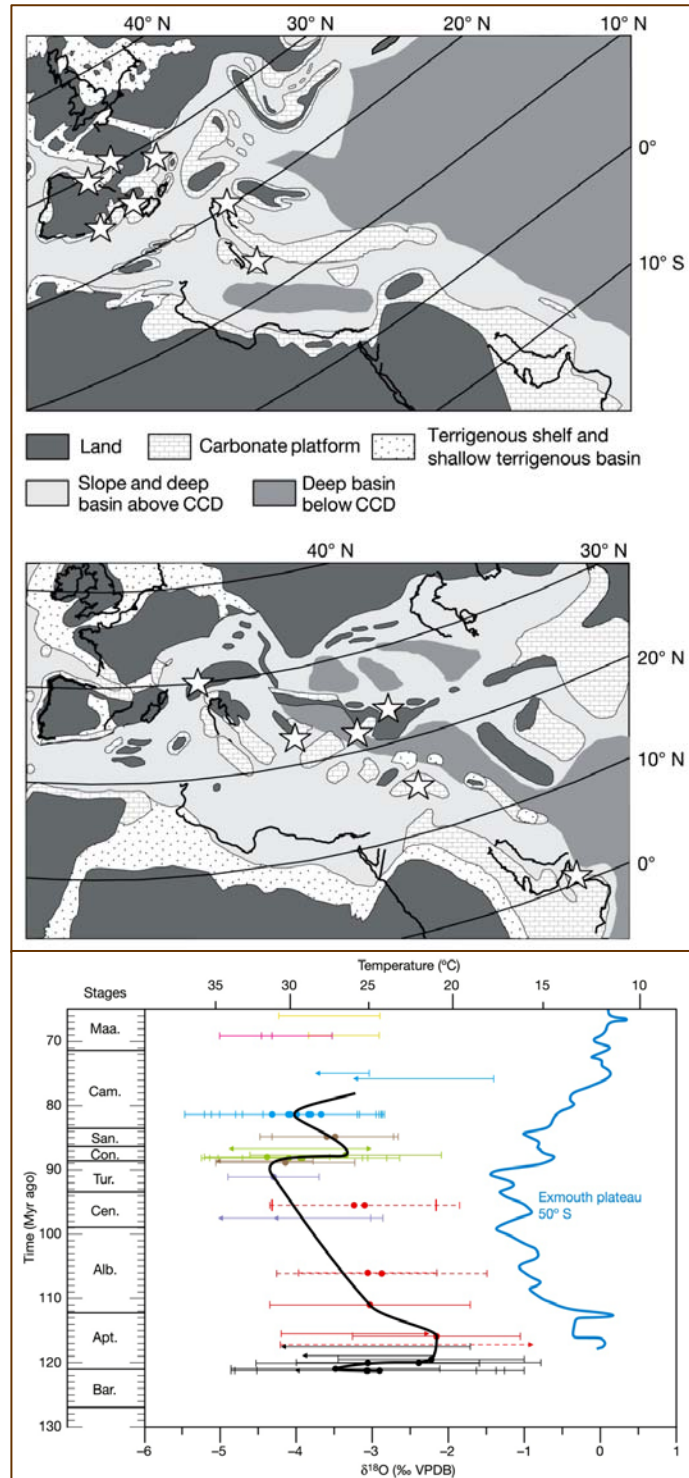 40° N 30° N 20° N 10° N
0°
10° S
Land Carbonate platform Terrigenous shelf and
shallow terrigenous basin
Slope and deep
basin above CCD Deep basin
below CCD
40° N 30° N
20° N
10° N
0°
Temperature (°C)
Stages 35 30 25 20 15 10
Maa.
70
Cam.
80
San.
Con.
90
Tur.
Cen.
Exmouth plateau
50° S
100
Time (Myr ago)
Alb.
110
Apt.
120
Bar.
130
–6 –5 –4 –3 –2 –1 0 1
δ18O (‰ VPDB)